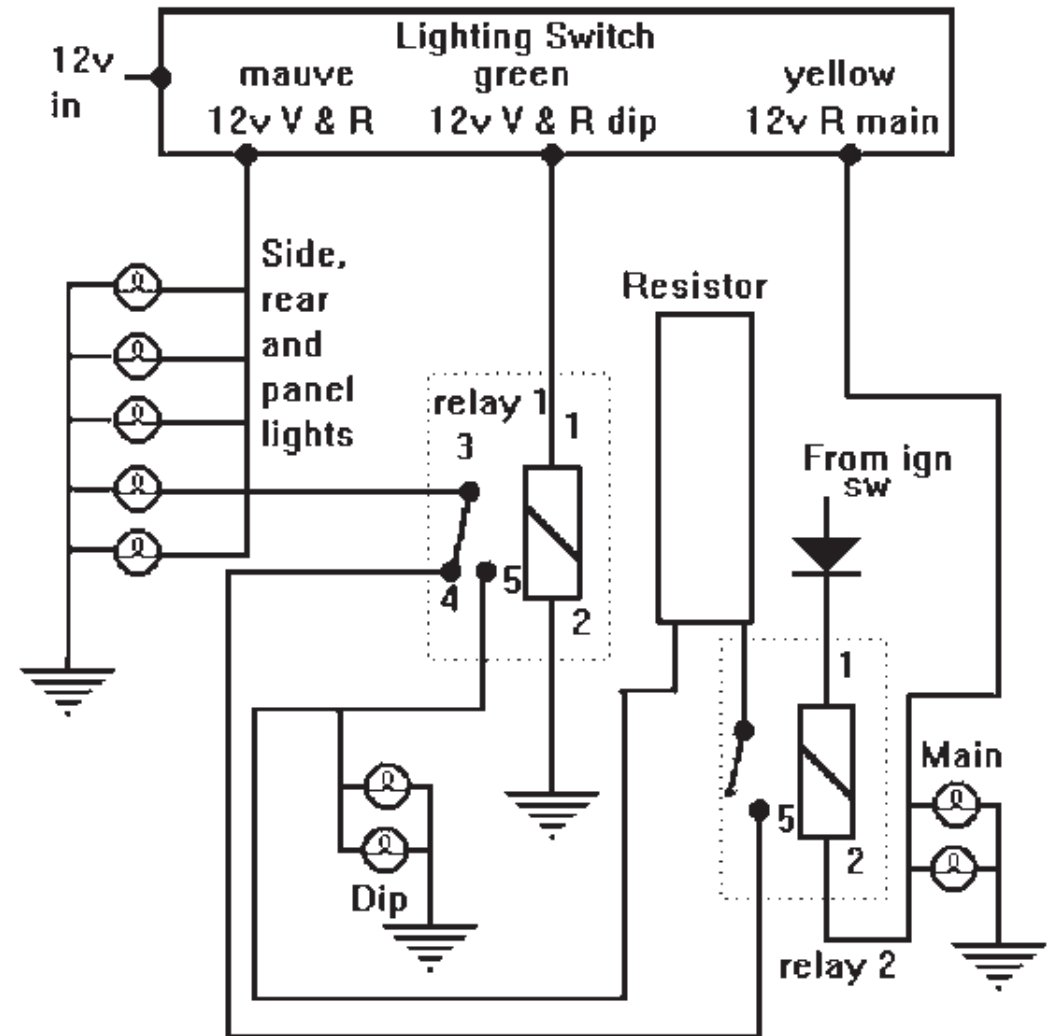 Lighting Switch
12v
in
mauve
12v V & R
green
12v V & R dip
yellow
12v R main
Side,
rear
and
panel
lights
Resistor
relay 1
1
3
4
5
2
From ign
sw
1
5
2
Main
Dip
relay 2